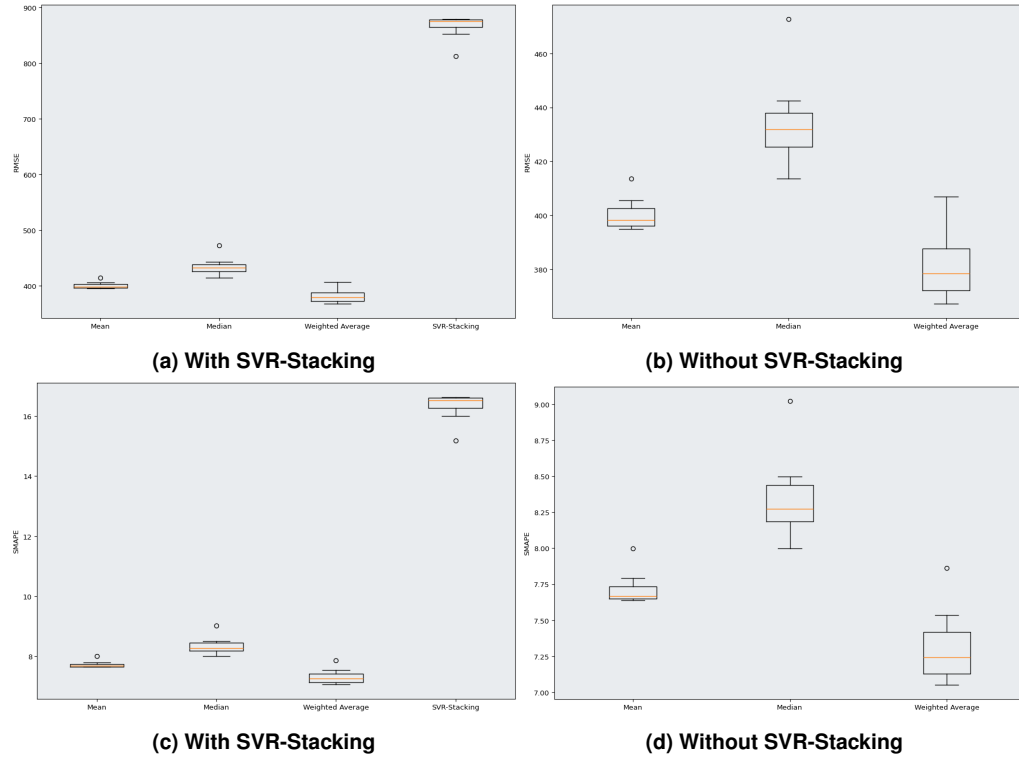 900
800
700
600
500
400
RMSE
Mean
Median
Weighted Average
SVR-Stacking
(a) With SVR-Stacking
460
440
420
400
380
RMSE
Mean
Median
Weighted Average
(b) Without SVR-Stacking
16
14
12
10
8
SMAPE
Mean
Median
Weighted Average
SVR-Stacking
(c) With SVR-Stacking
9.00
8.75
8.50
8.25
8.00
7.75
7.50
7.25
7.00
SMAPE
Mean
Median
Weighted Average
(d) Without SVR-Stacking